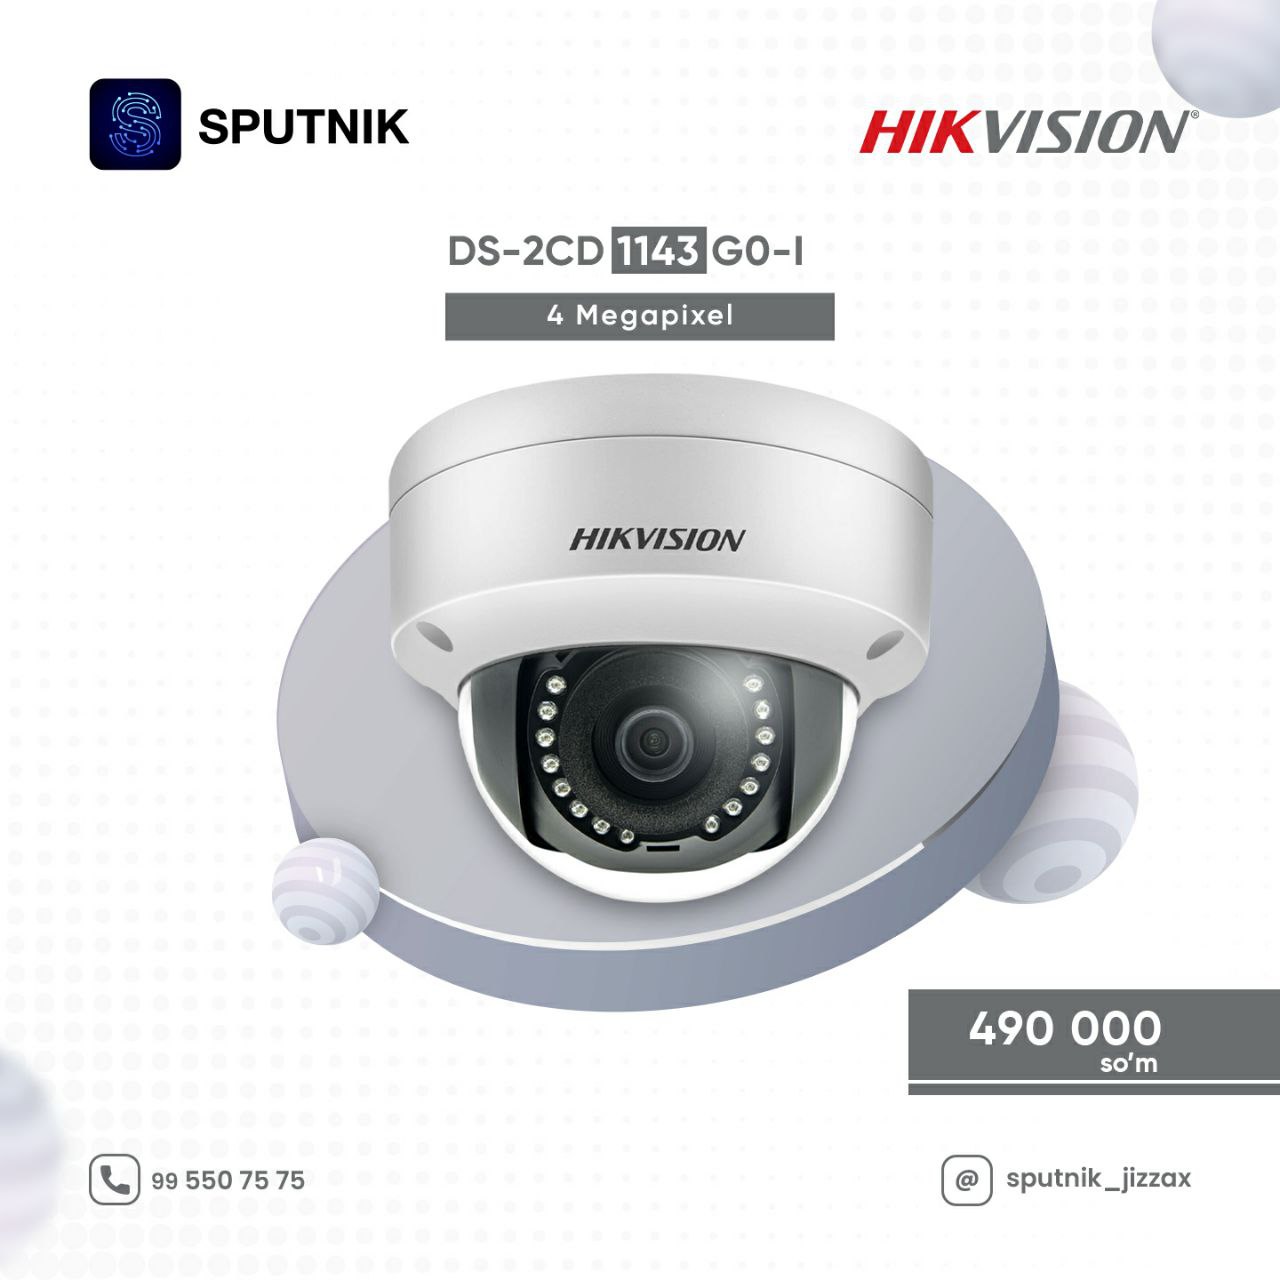 SPUTNIK
HIKVISION®
DS-2CD 1143 G0-I
4 Megapixel
HIKVISION
490 000
so'm
99 550 75 75
@ sputnik_jizzax